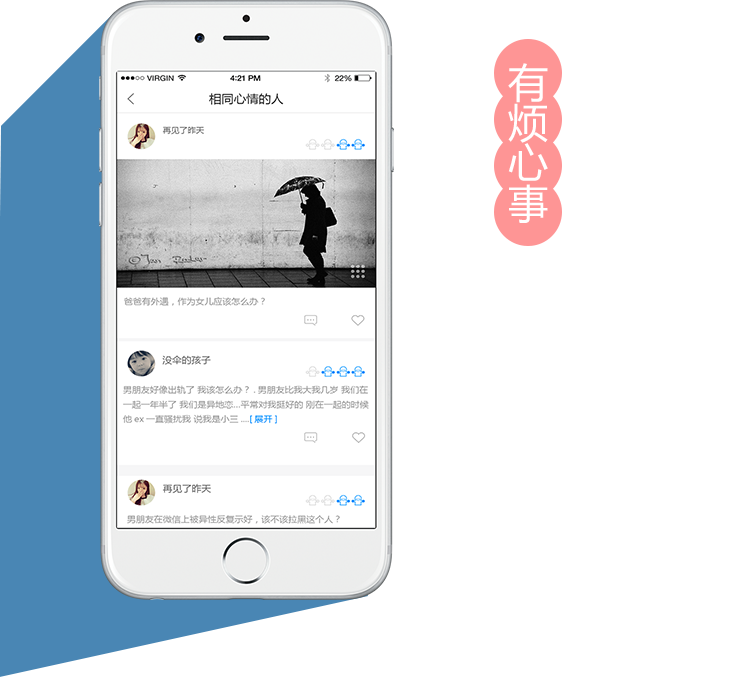 VIRGIN
4:21 PM
22%
相同心情的人
再见了昨天
爸爸有外遇，作为女儿应该怎么办？
没伞的孩子
男朋友好像出轨了 我该怎么办？. 男朋友比我大我几岁 我们在
一起一年半了 我们是异地恋...平常对我挺好的 刚在一起的时候
他 ex 一直骚扰我 说我是小三 ....[ 展开 ]
再见了昨天
男朋友在微信上被异性反复示好，该不该拉黑这个人？
有烦心事